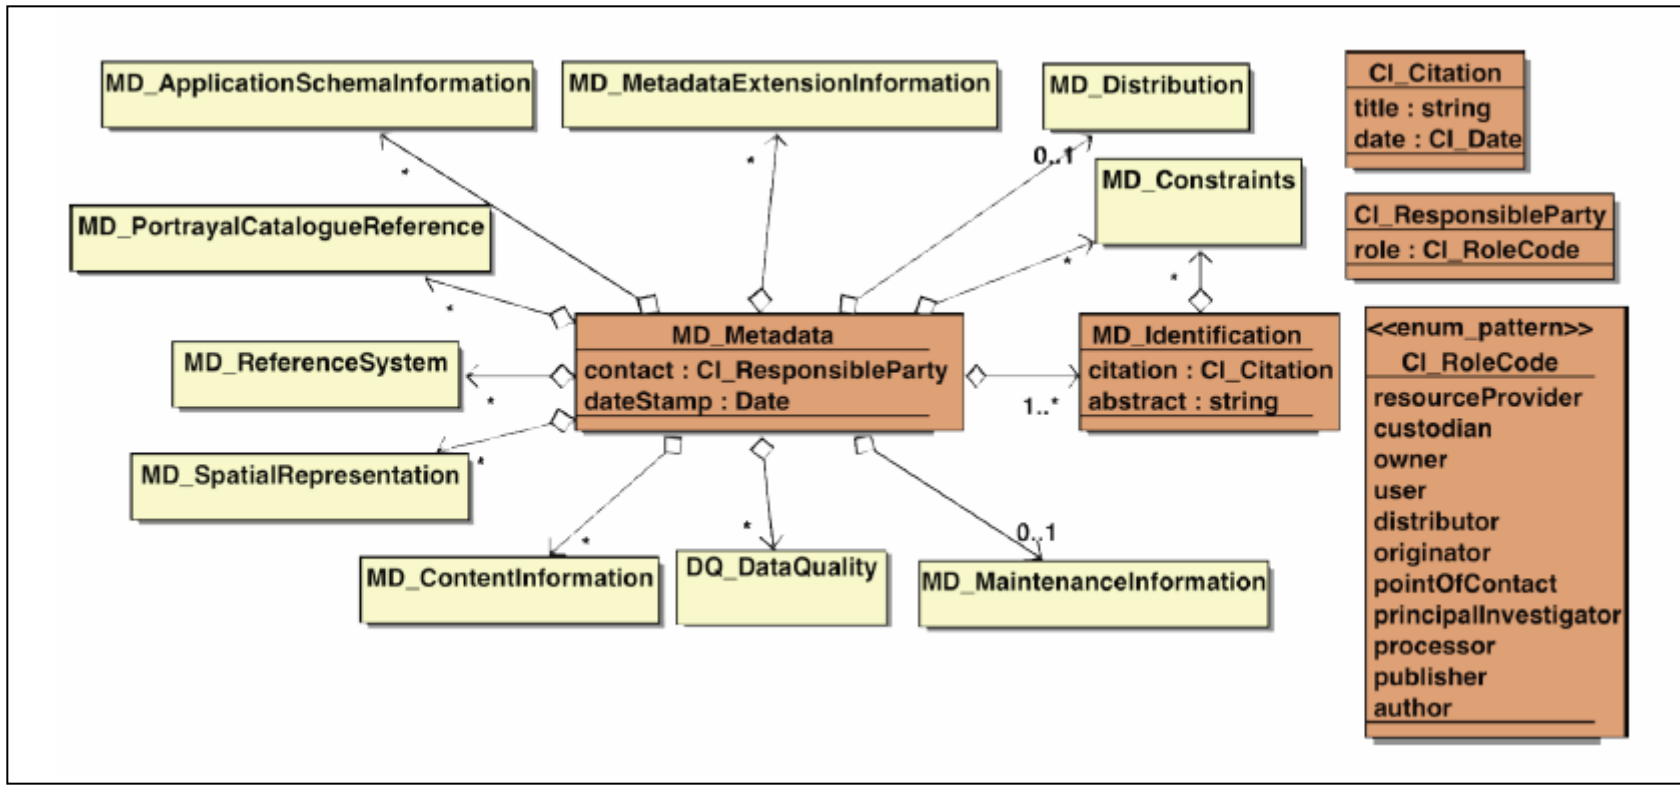 MD_ApplicationSchemaInformation
*
MD_MetadataExtensionInformation
*
MD_Distribution
0..1
MD_Constraints
*
*
MD_PortrayalCatalogueReference
*
MD_ReferenceSystem
*
MD_SpatialRepresentation
*
MD_Metadata
contact : CI_ResponsibleParty
dateStamp : Date
1..*
MD_Identification
citation : CI_Citation
abstract : string
*
MD_ContentInformation
*
DQ_DataQuality
0..1
MD_MaintenanceInformation
CI_Citation
title : string
date : CI_Date
CI_ResponsibleParty
role : CI_RoleCode
<<enum_pattern>>
CI_RoleCode
resourceProvider
custodian
owner
user
distributor
originator
pointOfContact
principalInvestigator
processor
publisher
author